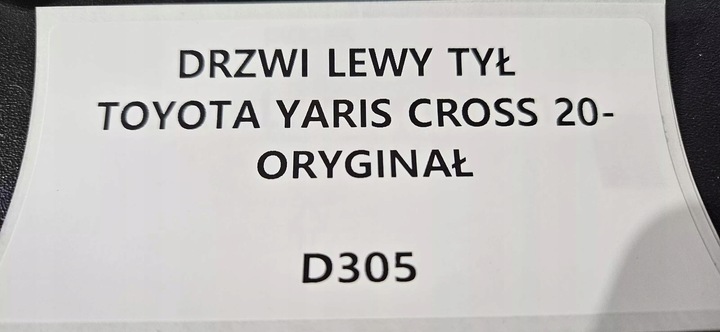 DRZWI LEWY TYŁ
TOYOTA YARIS CROSS 20-
ORYGINAŁ
D305